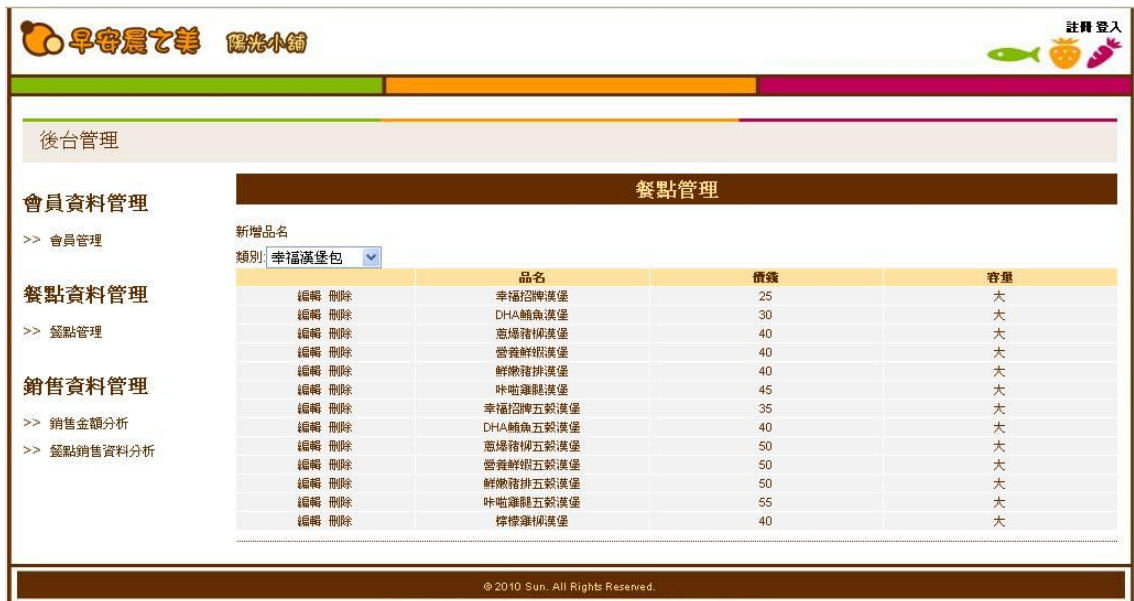 早安晨之美 陽光小舖
註冊 登入
後台管理
會員資料管理
>> 會員管理
餐點資料管理
>> 餐點管理
銷售資料管理
>> 銷售金額分析
>> 餐點銷售資料分析
餐點管理
新增品名
類別: 幸福漢堡包
品名 價錢 容量
編輯 刪除 幸福招牌漢堡 25 大
編輯 刪除 DHA鮪魚漢堡 30 大
編輯 刪除 蔥爆豬柳漢堡 40 大
編輯 刪除 營養鮮蝦漢堡 40 大
編輯 刪除 鮮嫩豬排漢堡 40 大
編輯 刪除 咔啦雞腿漢堡 45 大
編輯 刪除 幸福招牌五穀漢堡 35 大
編輯 刪除 DHA鮪魚五穀漢堡 40 大
編輯 刪除 蔥爆豬柳五穀漢堡 50 大
編輯 刪除 營養鮮蝦五穀漢堡 50 大
編輯 刪除 鮮嫩豬排五穀漢堡 50 大
編輯 刪除 咔啦雞腿五穀漢堡 55 大
編輯 刪除 檸檬雞柳漢堡 40 大
© 2010 Sun. All Rights Reserved.